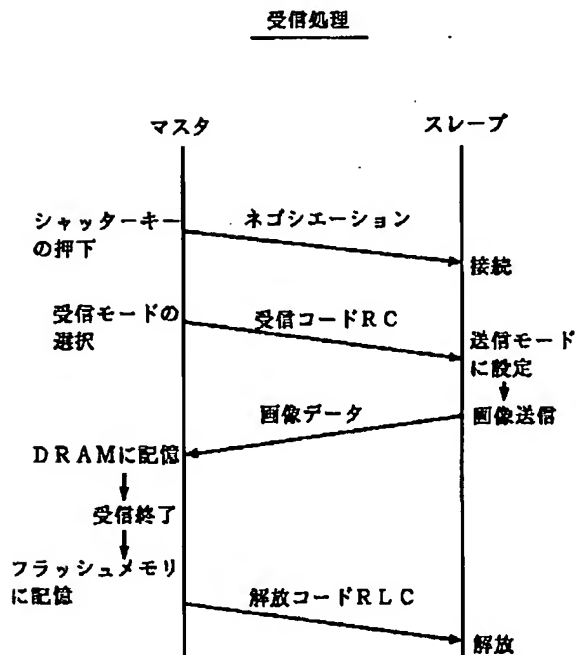 受信処理
マスタ
スレーブ
シャッターキー
の押下
ネゴシエーション
接続
受信モードの
選択
受信コードRC
送信モード
に設定
画像データ
画像送信
DRAMに記憶
受信終了
フラッシュメモリ
に記憶
解放コードRLC
解放